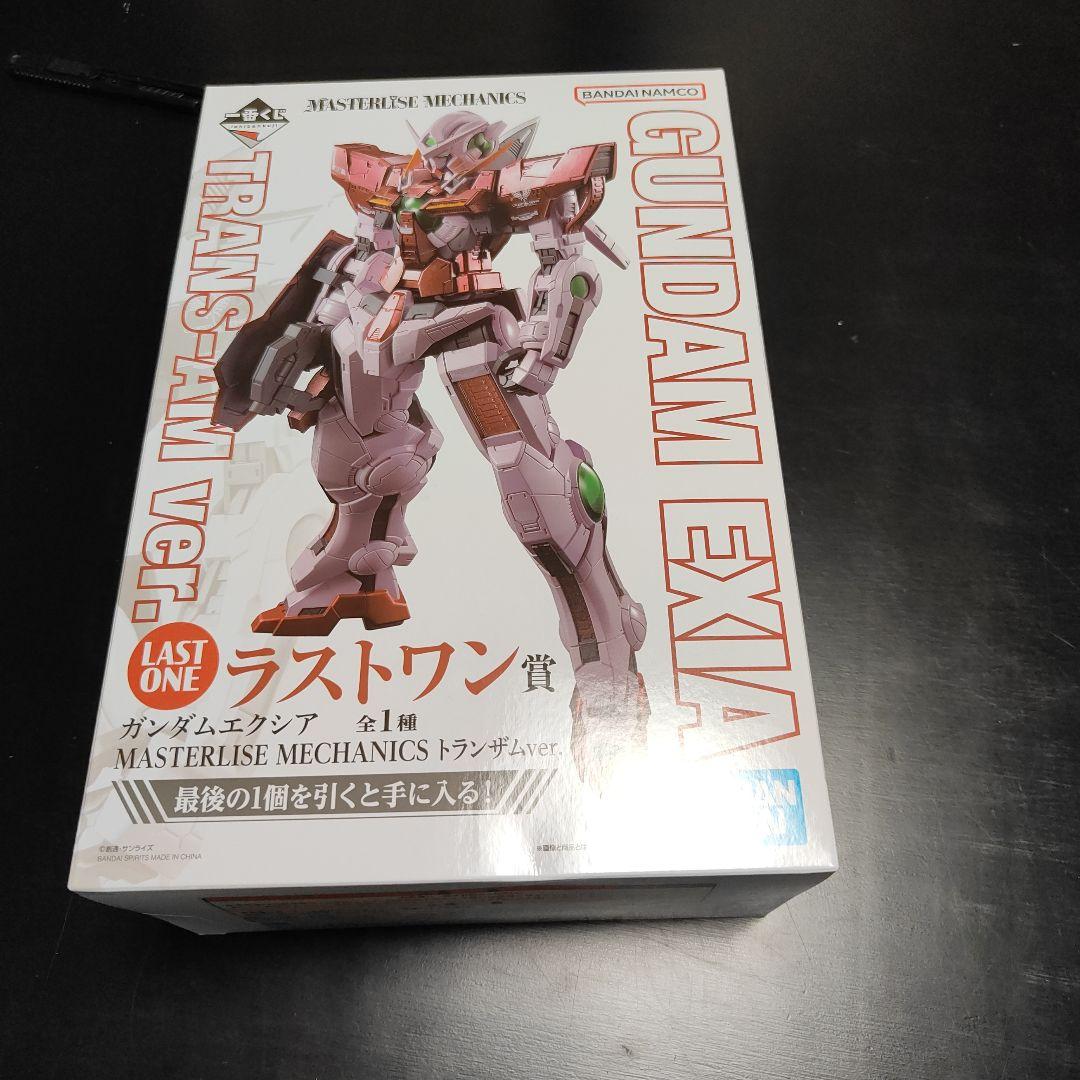 一番くじ
ichibankuji
MASTERLISE MECHANICS
BANDAI NAMCO
GUNDAM EXIA
TRANS-AM ver.
LAST
ONE
ラストワン賞
ガンダムエクシア 全1種
MASTERLISE MECHANICS トランザムver.
最後の1個を引くと手に入る!
©創通・サンライズ
BANDAI SPIRITS MADE IN CHINA